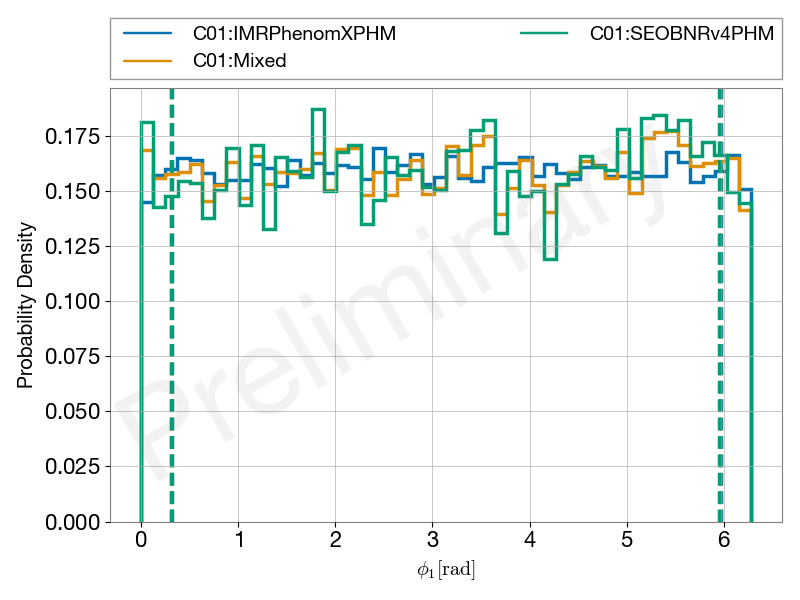 C01:IMRPhenomXPHM
C01:Mixed
C01:SEOBNRv4PHM
Probability Density
0.175
0.150
0.125
0.100
0.075
0.050
0.025
0.000
Preliminary
0 1 2 3 4 5 6
ϕ₁[rad]